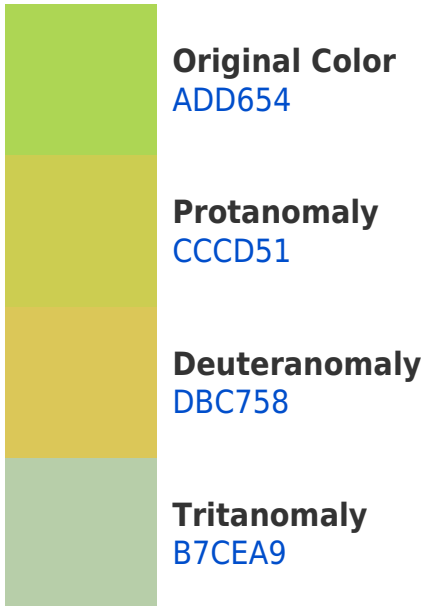 Original Color
ADD654
Protanomaly
CCCD51
Deuteranomaly
DBC758
Tritanomaly
B7CEA9